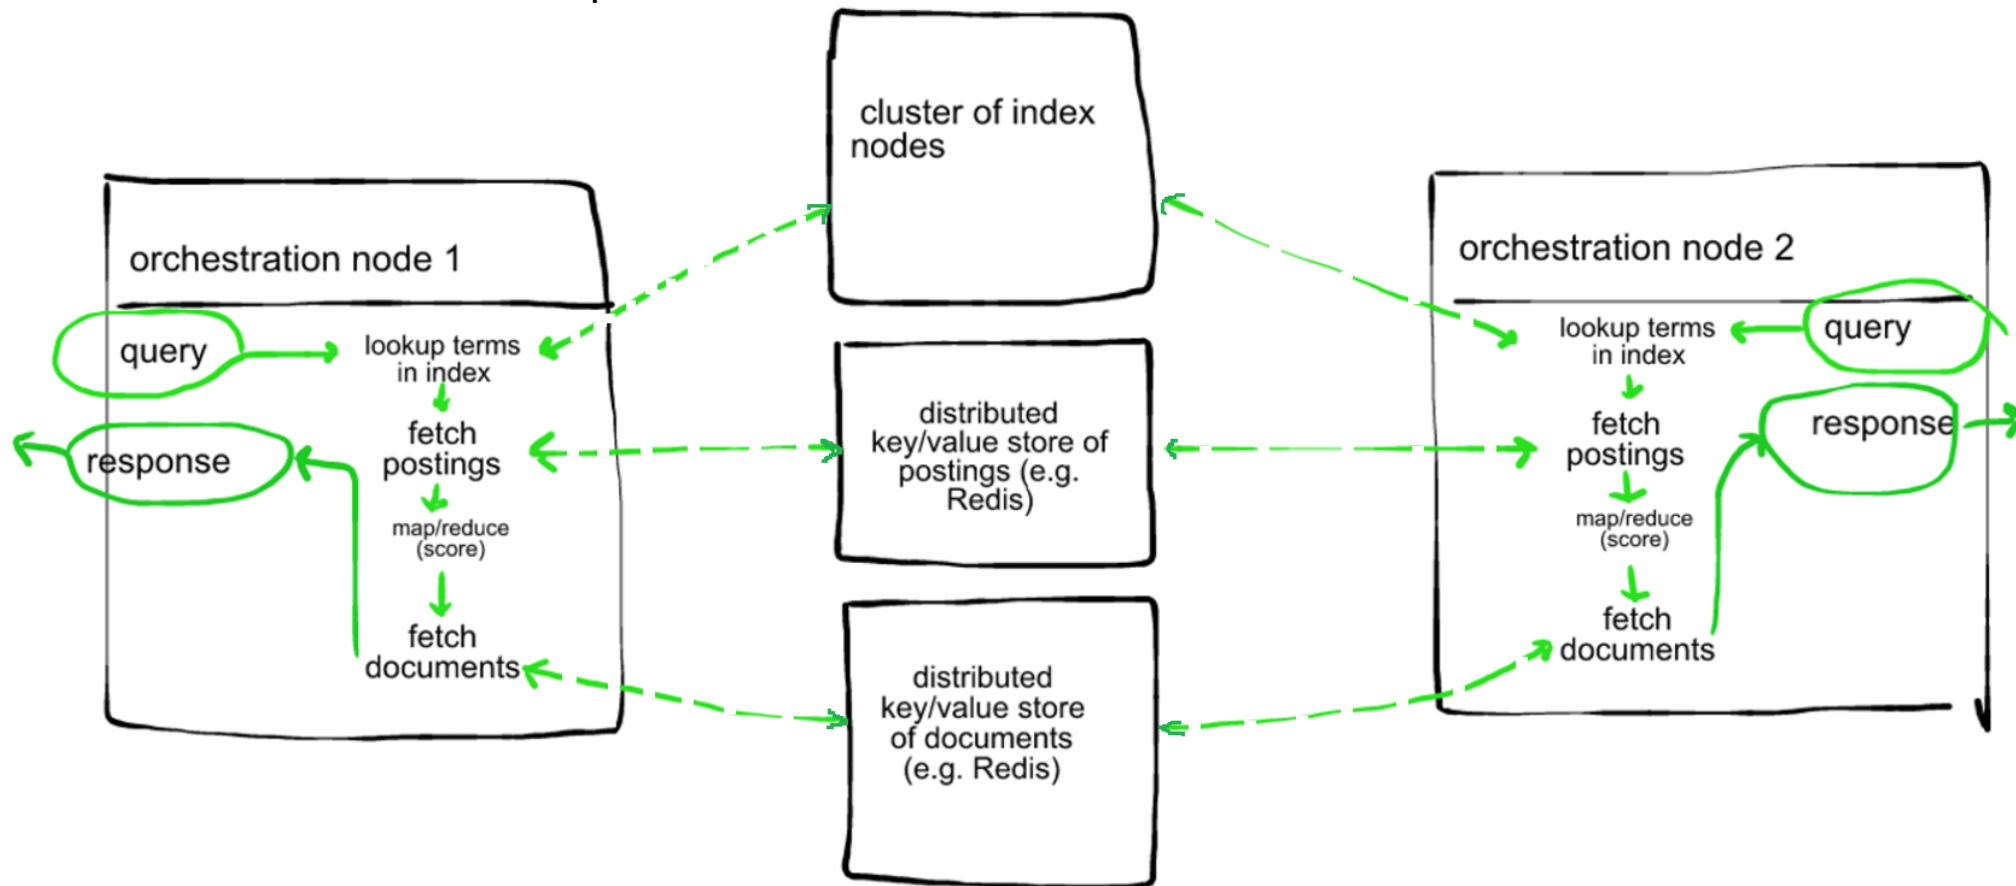 cluster of index
nodes
orchestration node 1
query
lookup terms
in index
fetch
postings
response
map/reduce
(score)
fetch
documents
distributed
key/value store of
postings (e.g.
Redis)
distributed
key/value store
of documents
(e.g. Redis)
orchestration node 2
lookup terms
in index
query
fetch
postings
response
map/reduce
(score)
fetch
documents